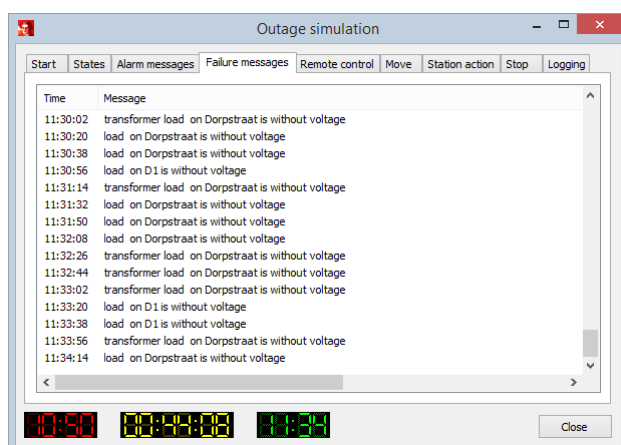 Outage simulation
Start States Alarm messages Failure messages Remote control Move Station action Stop Logging
Time Message
11:30:02 transformer load on Dorpstraat is without voltage
11:30:20 load on Dorpstraat is without voltage
11:30:38 load on Dorpstraat is without voltage
11:30:56 load on D1 is without voltage
11:31:14 transformer load on Dorpstraat is without voltage
11:31:32 load on Dorpstraat is without voltage
11:31:50 load on Dorpstraat is without voltage
11:32:08 load on Dorpstraat is without voltage
11:32:26 transformer load on Dorpstraat is without voltage
11:32:44 transformer load on Dorpstraat is without voltage
11:33:02 transformer load on Dorpstraat is without voltage
11:33:20 load on D1 is without voltage
11:33:38 load on D1 is without voltage
11:33:56 transformer load on Dorpstraat is without voltage
11:34:14 load on Dorpstraat is without voltage
00:44:08 11:34 Close